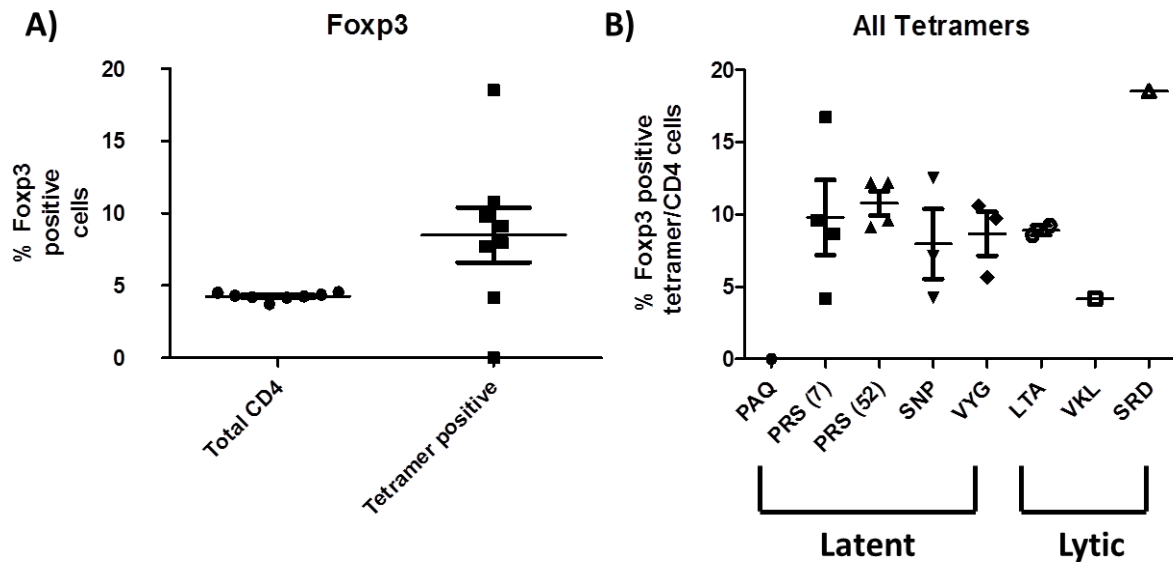 A)
Foxp3
% Foxp3
positive
cells
20
15
10
5
0
Total CD4
Tetramer positive
B)
All Tetramers
% Foxp3 positive
tetramer/CD4 cells
20
15
10
5
0
PAQ
PRS (7)
PRS (52)
SNP
VYG
LTA
VKL
SRD
Latent
Lytic